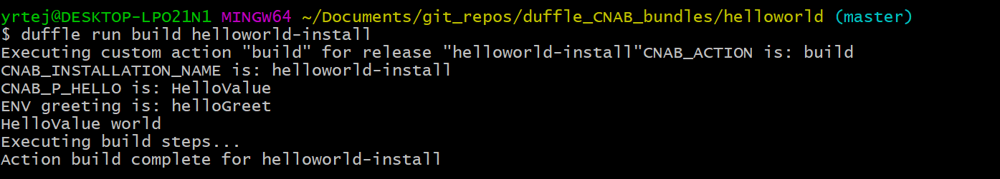 yrtej@DESKTOP-LPO21N1 MINGW64 ~/Documents/git_repos/duffle_CNAB_bundles/helloworld (master)
$ duffle run build helloworld-install
Executing custom action "build" for release "helloworld-install"CNAB_ACTION is: build
CNAB_INSTALLATION_NAME is: helloworld-install
CNAB_P_HELLO is: HelloValue
ENV greeting is: helloGreet
HelloValue world
Executing build steps...
Action build complete for helloworld-install